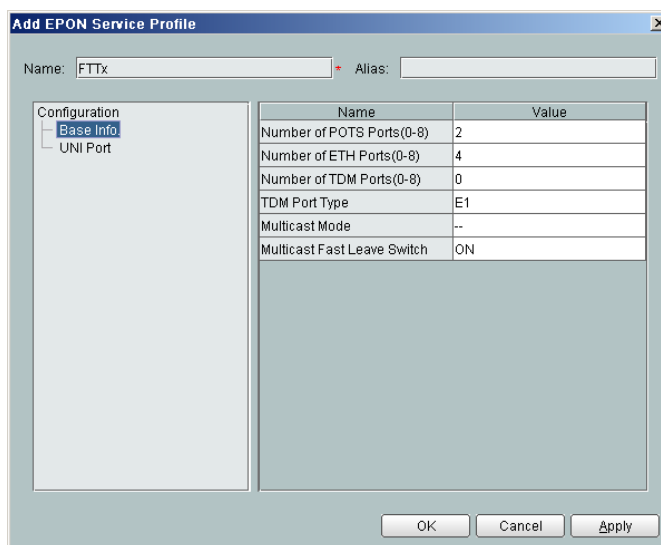 Add EPON Service Profile
Name: FTTx * Alias:
Configuration
Base Info.
UNI Port
Name Value
Number of POTS Ports(0-8) 2
Number of ETH Ports(0-8) 4
Number of TDM Ports(0-8) 0
TDM Port Type E1
Multicast Mode --
Multicast Fast Leave Switch ON
OK Cancel Apply